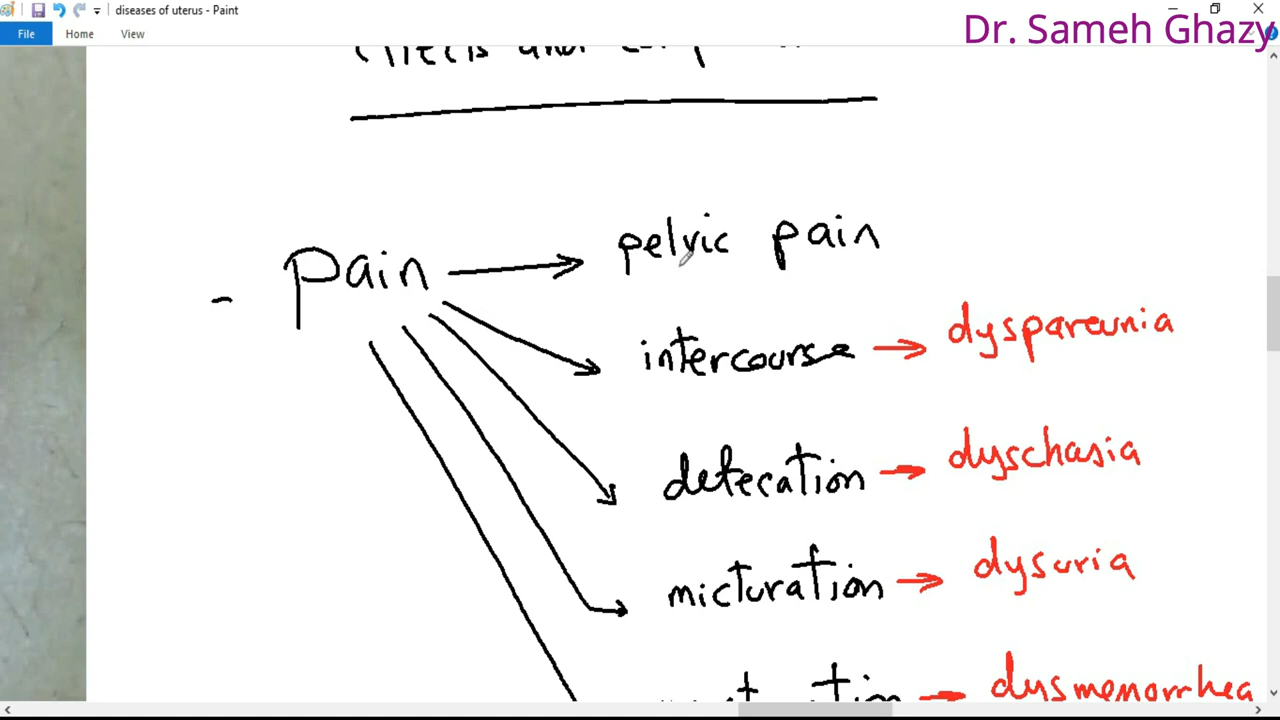 diseases of uterus - Paint
File Home View
Dr. Sameh Ghazy
- Pain → pelvic pain
intercourse → dyspareunia
defecation → dyschasia
micturation → dysuria
→ dysmenorrhea